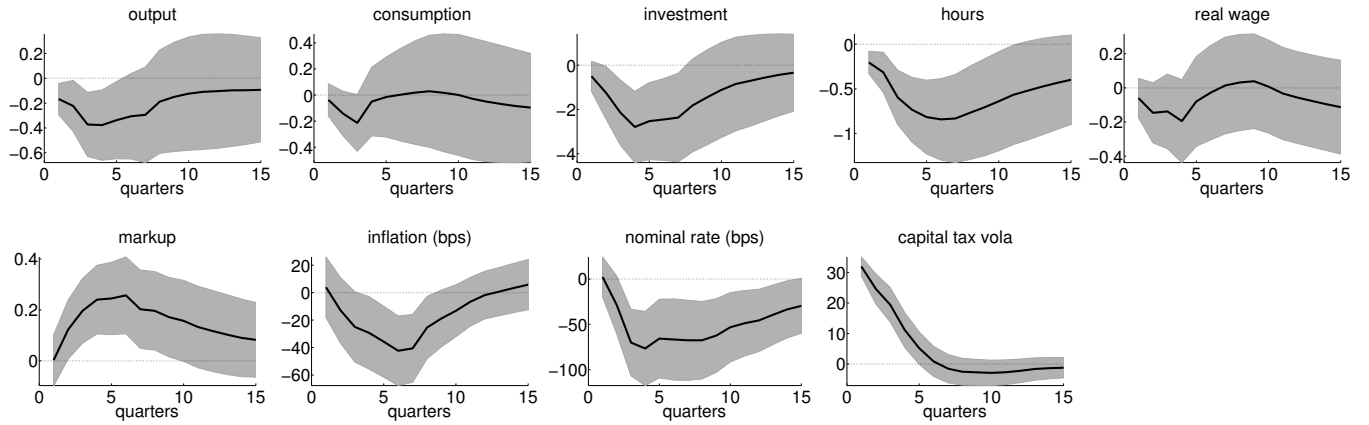 output
0.2
0
−0.2
−0.4
−0.6
0 5 10 15
quarters
consumption
0.4
0.2
0
−0.2
−0.4
0 5 10 15
quarters
investment
0
−2
−4
0 5 10 15
quarters
hours
0
−0.5
−1
0 5 10 15
quarters
real wage
0.2
0
−0.2
−0.4
0 5 10 15
quarters
markup
0.4
0.2
0
0 5 10 15
quarters
inflation (bps)
20
0
−20
−40
−60
0 5 10 15
quarters
nominal rate (bps)
0
−50
−100
0 5 10 15
quarters
capital tax vola
30
20
10
0
0 5 10 15
quarters